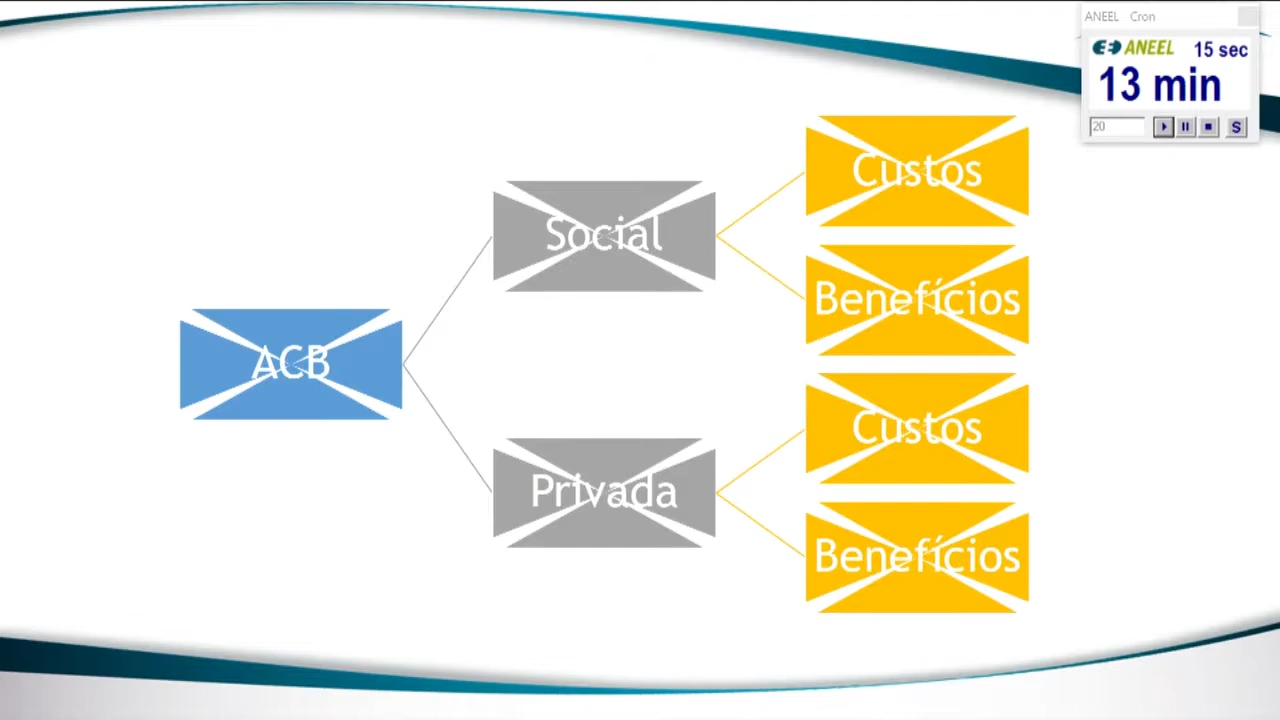 ANEEL Cron
ANEEL 15 sec
13 min
20
S
Custos
Social
Benefícios
ACB
Custos
Privada
Benefícios